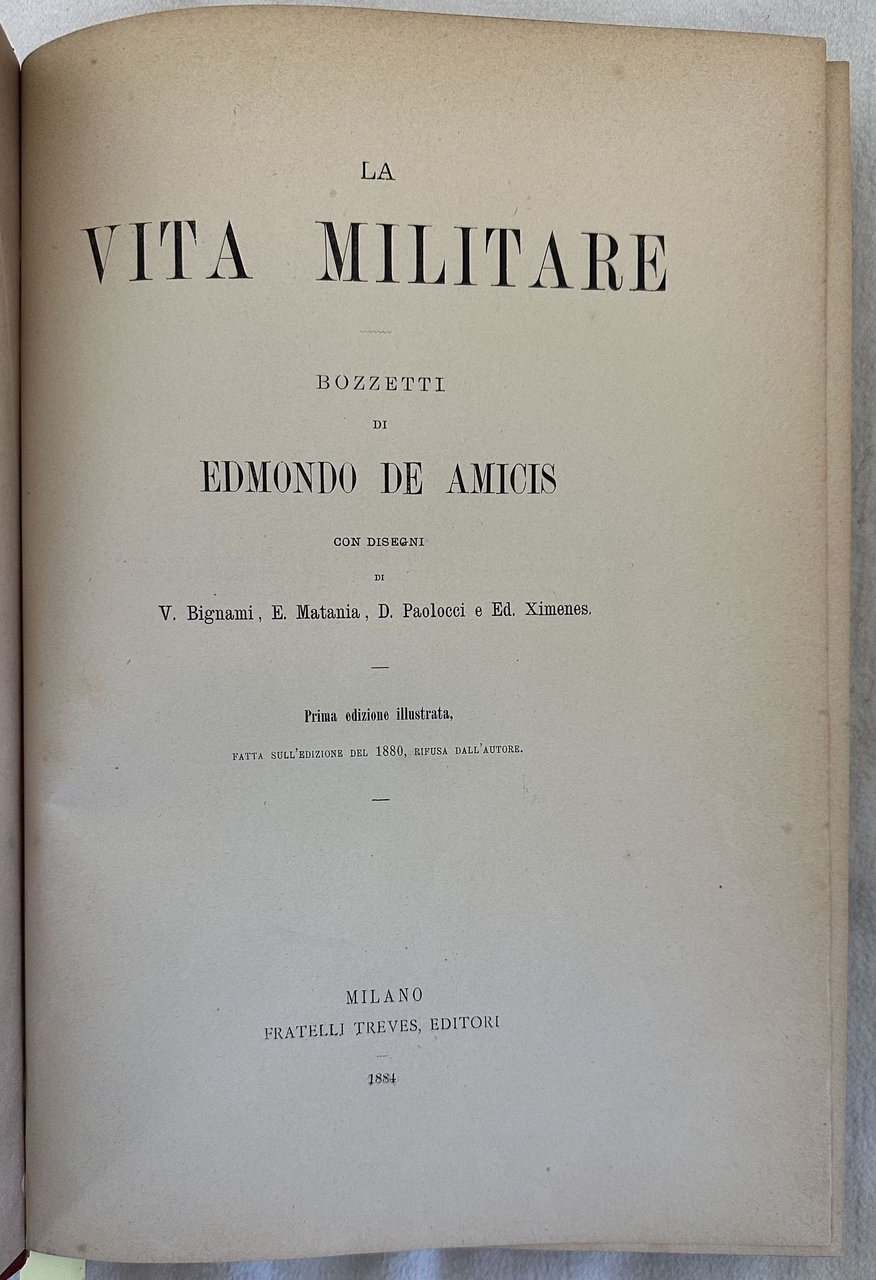 LA
VITA MILITARE
BOZZETTI
DI
EDMONDO DE AMICIS
CON DISEGNI
DI
V. Bignami, E. Matania, D. Paolocci e Ed. Ximenes.
Prima edizione illustrata,
FATTA SULL'EDIZIONE DEL 1880, RIFUSA DALL'AUTORE.
MILANO
FRATELLI TREVES, EDITORI
1884